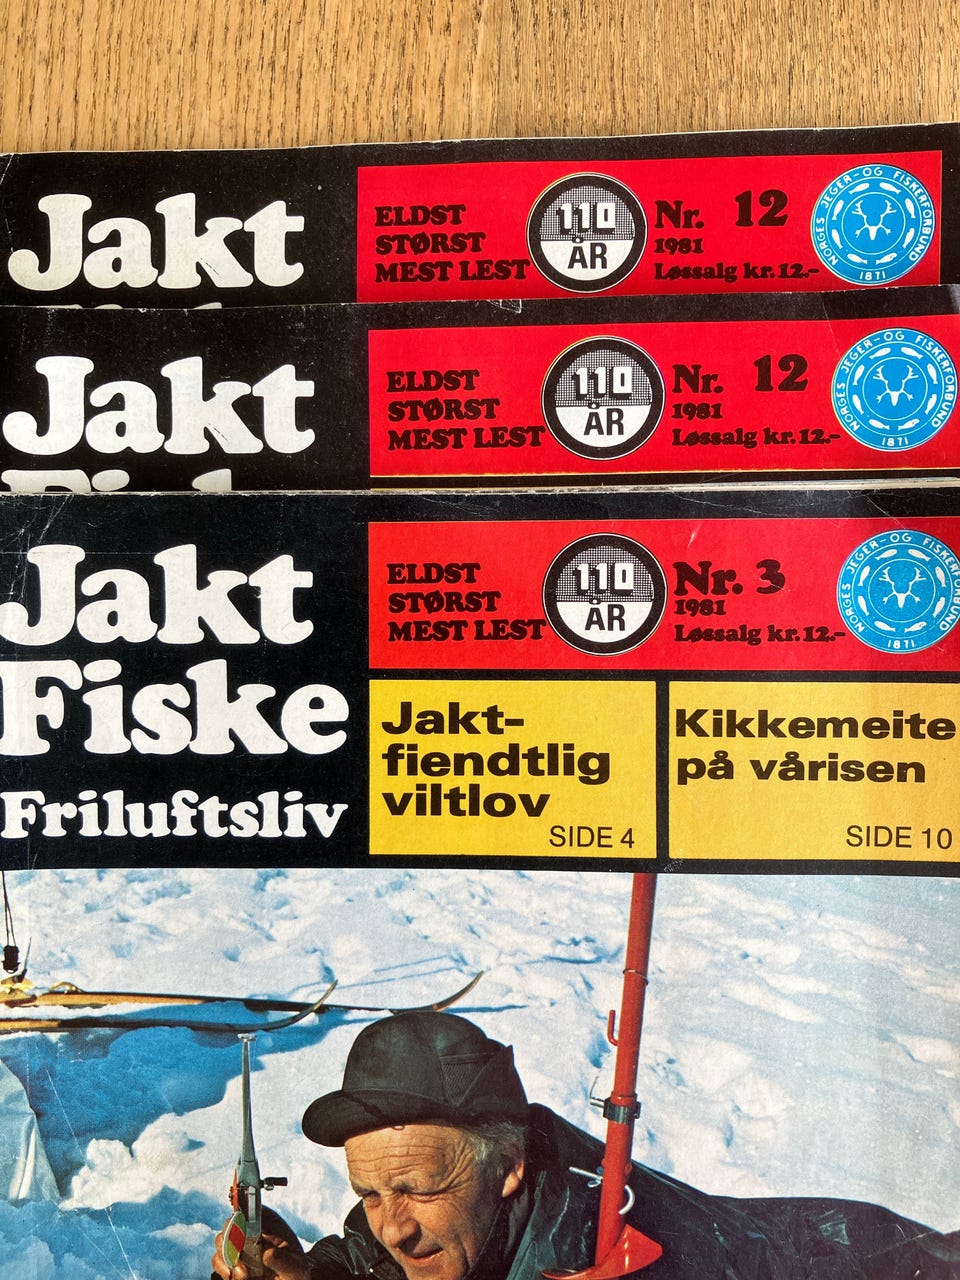 Jakt
ELDST
STØRST
MEST LEST
110
ÅR
Nr. 12
1981
Løssalg kr. 12.-
NORGES JEGER-OG FISKERFORBUND
1871
Jakt
ELDST
STØRST
MEST LEST
110
ÅR
Nr. 12
1981
Løssalg kr. 12.-
NORGES JEGER-OG FISKERFORBUND
1871
Jakt
Fiske
Friluftsliv
ELDST
STØRST
MEST LEST
110
ÅR
Nr. 3
1981
Løssalg kr. 12.-
NORGES JEGER-OG FISKERFORBUND
1871
Jakt-
fiendtlig
viltlov
SIDE 4
Kikkemeite
på vårisen
SIDE 10